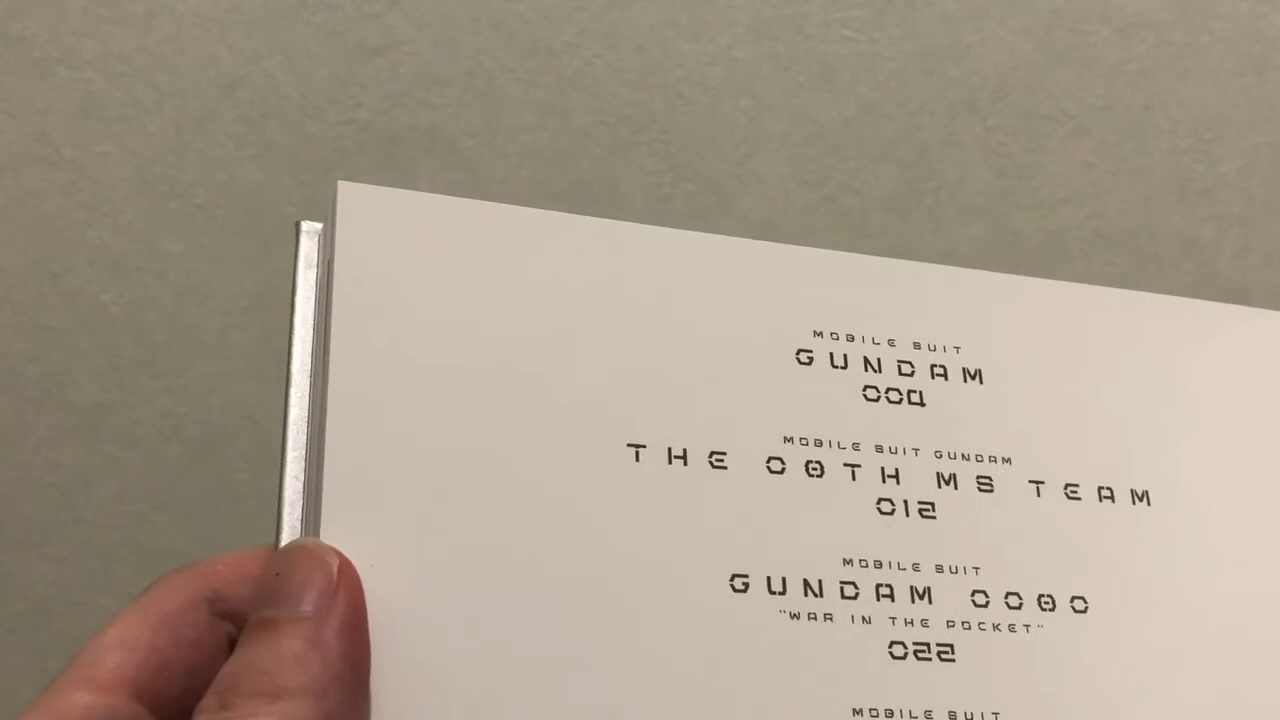 MOBILE SUIT
GUNDAM
004
MOBILE SUIT GUNDAM
THE 08TH MS TEAM
012
MOBILE SUIT
GUNDAM 0080
"WAR IN THE POCKET"
022
MOBILE SUIT